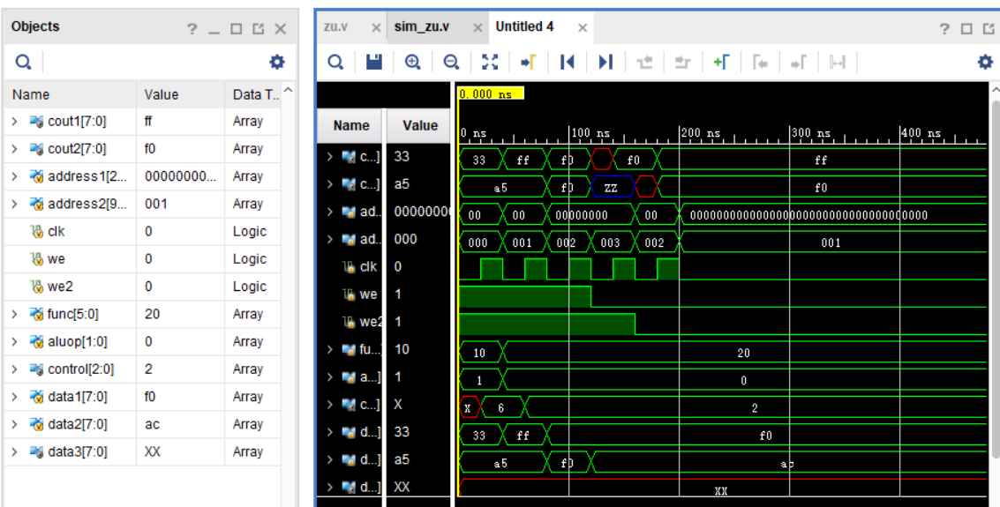 Objects
Name Value Data T..
cout1[7:0] ff Array
cout2[7:0] f0 Array
address1[2... 00000000... Array
address2[9... 001 Array
clk 0 Logic
we 0 Logic
we2 0 Logic
func[5:0] 20 Array
aluop[1:0] 0 Array
control[2:0] 2 Array
data1[7:0] f0 Array
data2[7:0] ac Array
data3[7:0] XX Array
zu.v sim_zu.v Untitled 4
0.000 ns
Name Value 0 ns 100 ns 200 ns 300 ns 400 ns
c...] 33 33 ff f0 f0 ff
c...] a5 a5 f0 ZZ f0
ad.. 00000000 00 00 00000000 00 00000000000000000000000000000000
ad.. 000 000 001 002 003 002 001
clk 0
we 1
we2 1
fu...] 10 10 20
a...] 1 1 0
c...] X X 6 2
d...] 33 33 ff f0
d...] a5 a5 f0 ac
d...] XX XX